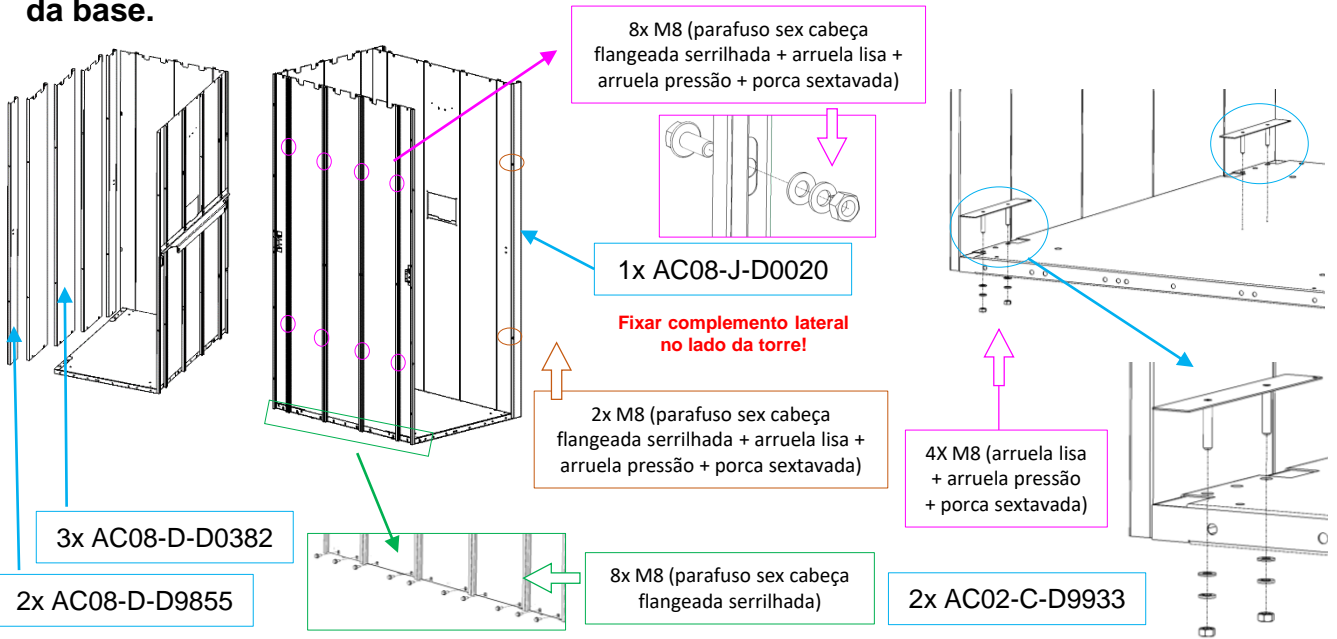 da base.
8x M8 (parafuso sex cabeça
flangeada serrilhada + arruela lisa +
arruela pressão + porca sextavada)
1x AC08-J-D0020
Fixar complemento lateral
no lado da torre!
2x M8 (parafuso sex cabeça
flangeada serrilhada + arruela lisa +
arruela pressão + porca sextavada)
4X M8 (arruela lisa
+ arruela pressão
+ porca sextavada)
3x AC08-D-D0382
2x AC08-D-D9855
8x M8 (parafuso sex cabeça
flangeada serrilhada)
2x AC02-C-D9933